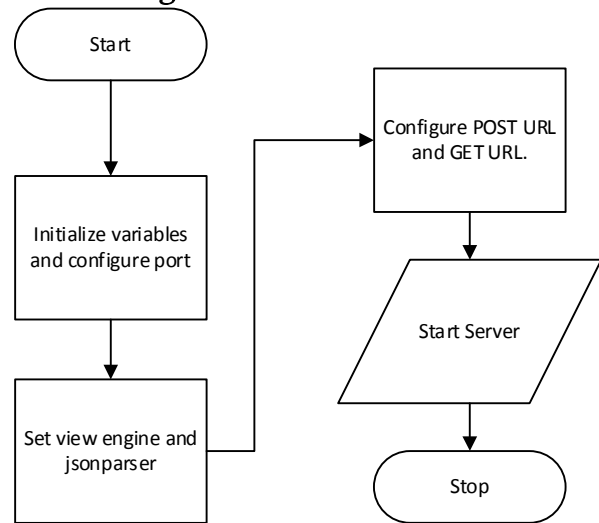 Start
Initialize variables
and configure port
Set view engine and
jsonparser
Configure POST URL
and GET URL.
Start Server
Stop